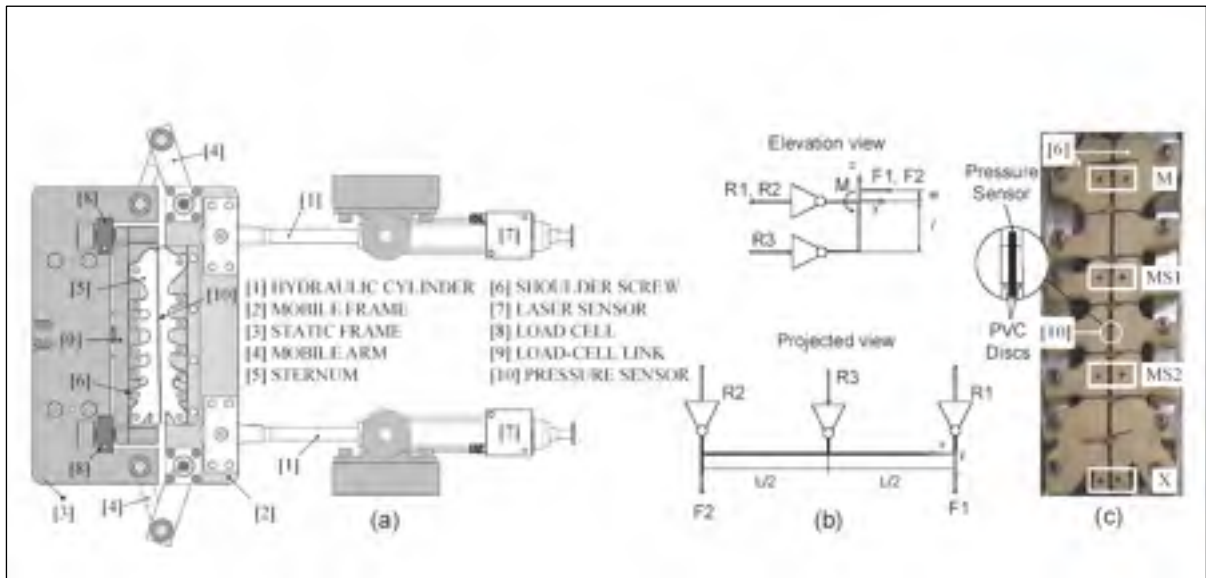 [4]
[8]
[1]
[7]
[5]
[10]
[1] HYDRAULIC CYLINDER
[2] MOBILE FRAME
[3] STATIC FRAME
[4] MOBILE ARM
[5] STERNUM
[6] SHOULDER SCREW
[7] LASER SENSOR
[8] LOAD CELL
[9] LOAD-CELL LINK
[10] PRESSURE SENSOR
[9]
[6]
[8]
[1]
[7]
[3]
[4]
[2]
(a)
Elevation view
z
F1, F2
R1, R2
M
R3
Projected view
R2
R3
R1
L/2
L/2
F2
F1
(b)
[6]
Pressure
Sensor
M
MS1
[10]
PVC
Discs
MS2
X
(c)